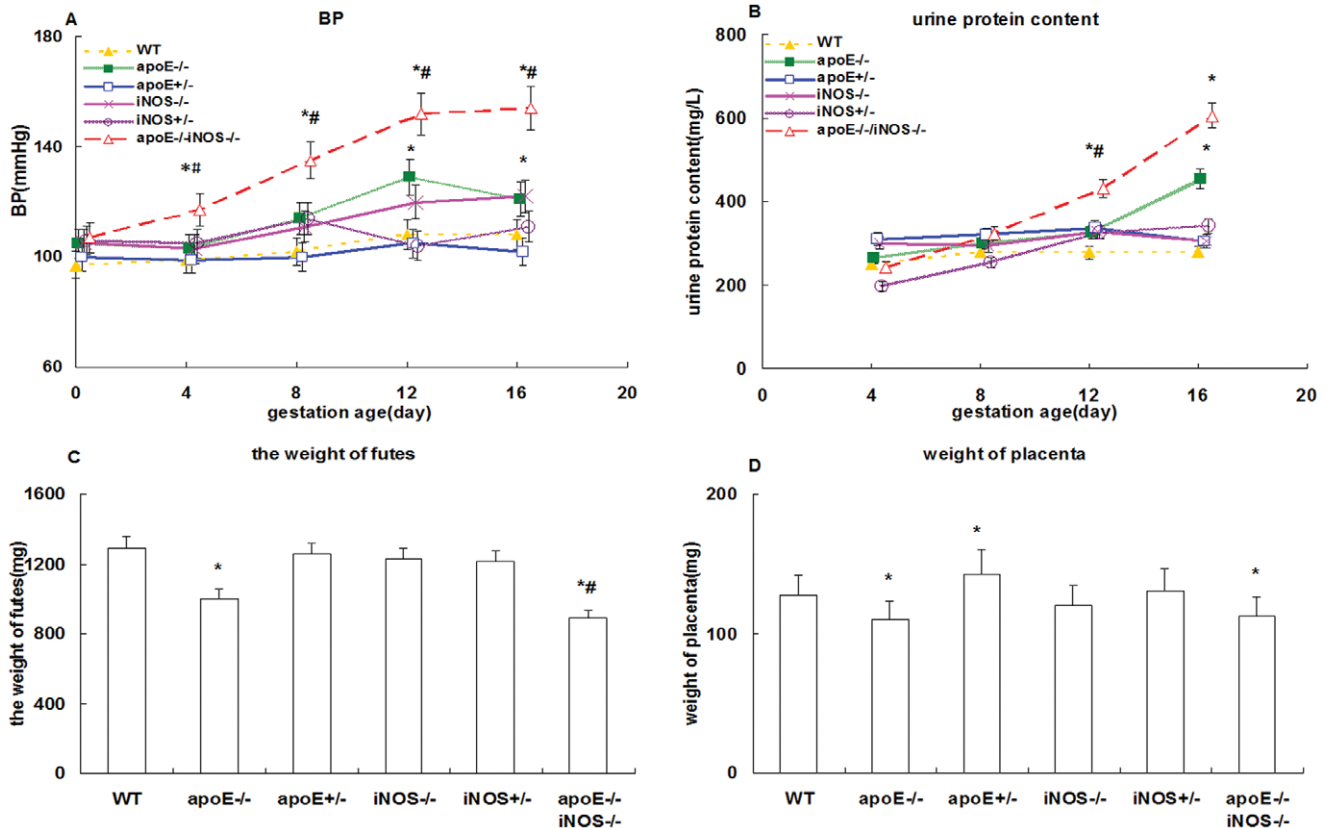 A
BP
180
140
100
60
BP(mmHg)
WT
apoE-/-
apoE+/-
iNOS-/-
iNOS+/-
apoE-/-iNOS-/-
*#
*#
*#
*#
*
*
0 4 8 12 16 20
gestation age(day)
B
urine protein content
800
600
400
200
0
urine protein content(mg/L)
WT
apoE-/-
apoE+/-
iNOS-/-
iNOS+/-
apoE-/-/iNOS-/-
*#
*
*
0 4 8 12 16 20
gestation age(day)
C
the weight of futes
1600
1200
800
400
0
the weight of futes(mg)
*
*#
WT apoE-/- apoE+/- iNOS-/- iNOS+/- apoE-/-
iNOS-/-
D
weight of placenta
200
100
0
weight of placenta(mg)
*
*
*
WT apoE-/- apoE+/- iNOS-/- iNOS+/- apoE-/-
iNOS-/-